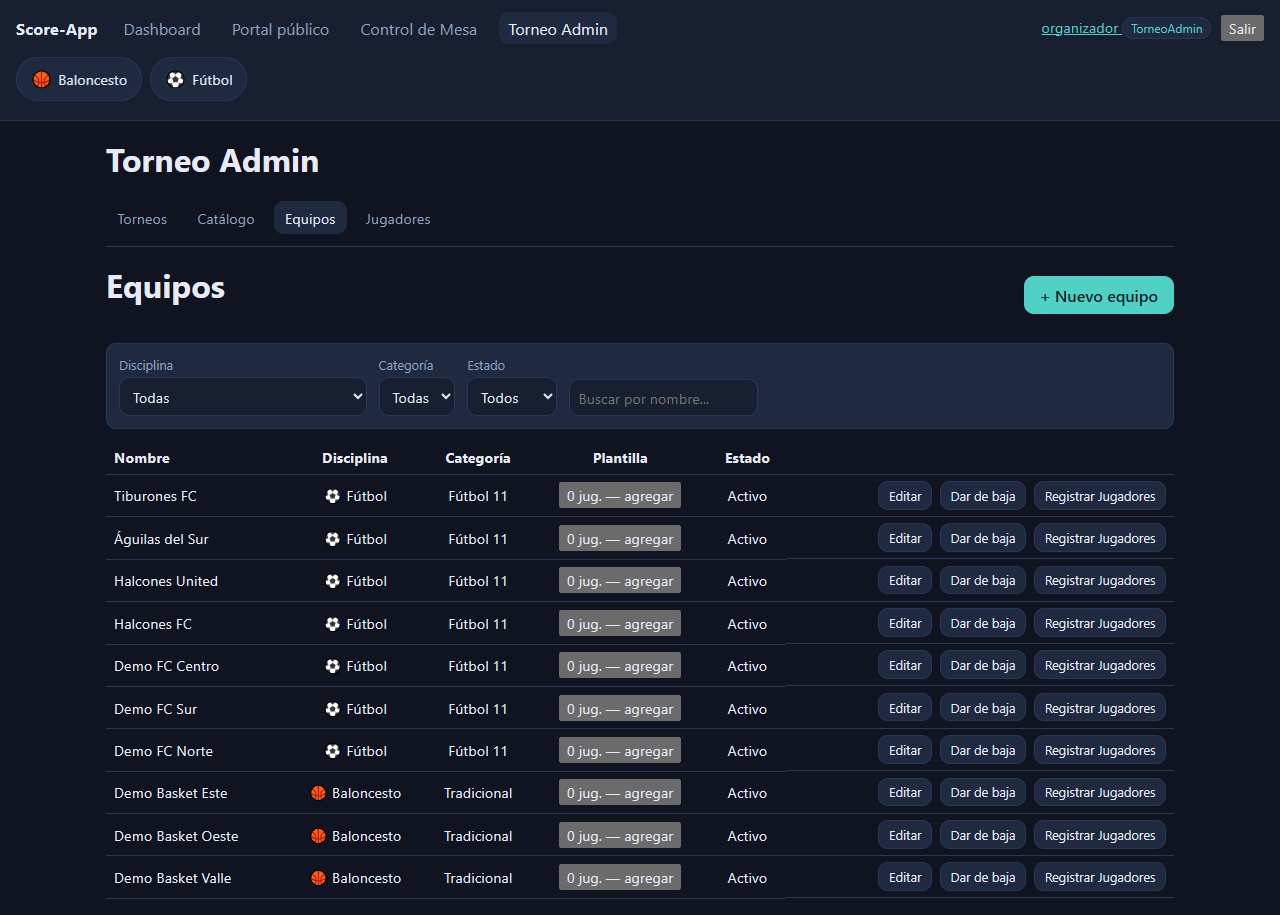 Score-App Dashboard Portal público Control de Mesa Torneo Admin organizador TorneoAdmin Salir
Baloncesto Fútbol
Torneo Admin
Torneos Catálogo Equipos Jugadores
Equipos
+ Nuevo equipo
Disciplina Categoría Estado
Todas Todas Todos Buscar por nombre...
Nombre Disciplina Categoría Plantilla Estado
Tiburones FC Fútbol Fútbol 11 0 jug. — agregar Activo Editar Dar de baja Registrar Jugadores
Águilas del Sur Fútbol Fútbol 11 0 jug. — agregar Activo Editar Dar de baja Registrar Jugadores
Halcones United Fútbol Fútbol 11 0 jug. — agregar Activo Editar Dar de baja Registrar Jugadores
Halcones FC Fútbol Fútbol 11 0 jug. — agregar Activo Editar Dar de baja Registrar Jugadores
Demo FC Centro Fútbol Fútbol 11 0 jug. — agregar Activo Editar Dar de baja Registrar Jugadores
Demo FC Sur Fútbol Fútbol 11 0 jug. — agregar Activo Editar Dar de baja Registrar Jugadores
Demo FC Norte Fútbol Fútbol 11 0 jug. — agregar Activo Editar Dar de baja Registrar Jugadores
Demo Basket Este Baloncesto Tradicional 0 jug. — agregar Activo Editar Dar de baja Registrar Jugadores
Demo Basket Oeste Baloncesto Tradicional 0 jug. — agregar Activo Editar Dar de baja Registrar Jugadores
Demo Basket Valle Baloncesto Tradicional 0 jug. — agregar Activo Editar Dar de baja Registrar Jugadores